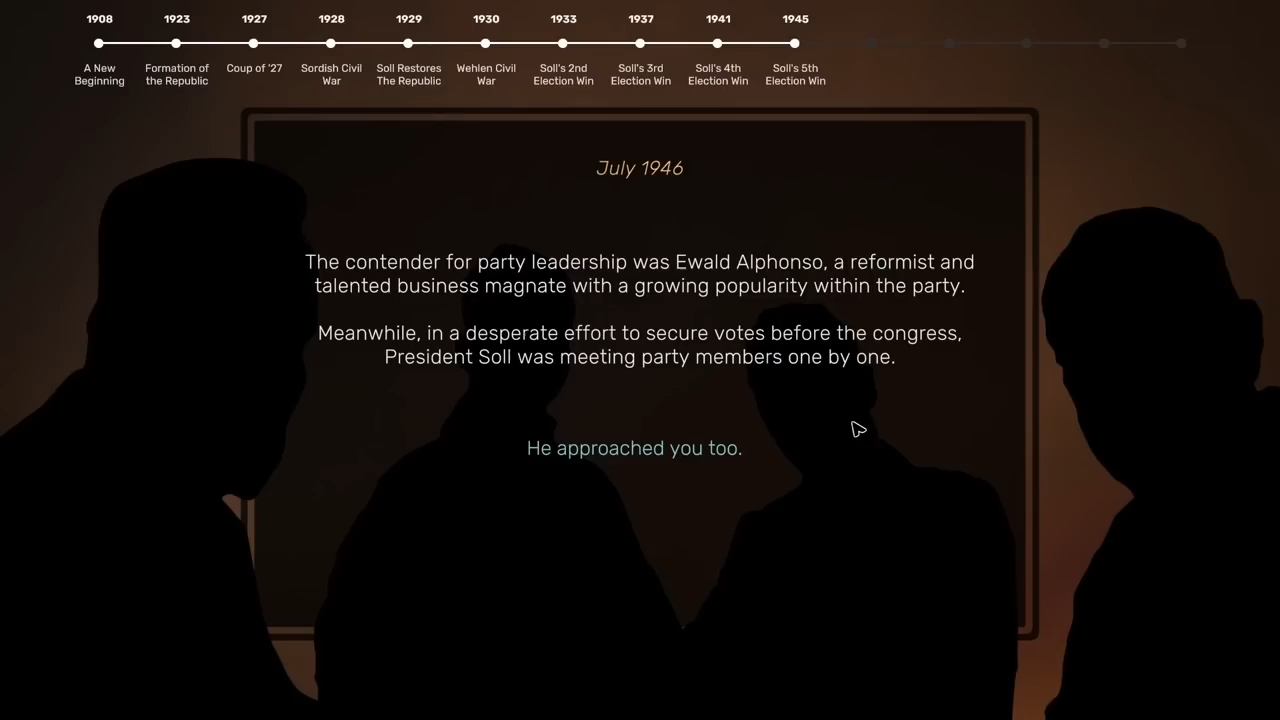 1908 1923 1927 1928 1929 1930 1933 1937 1941 1945
A New Beginning
Formation of the Republic
Coup of '27
Sordish Civil War
Soll Restores The Republic
Wehlen Civil War
Soll's 2nd Election Win
Soll's 3rd Election Win
Soll's 4th Election Win
Soll's 5th Election Win
July 1946
The contender for party leadership was Ewald Alphonso, a reformist and
talented business magnate with a growing popularity within the party.
Meanwhile, in a desperate effort to secure votes before the congress,
President Soll was meeting party members one by one.
He approached you too.